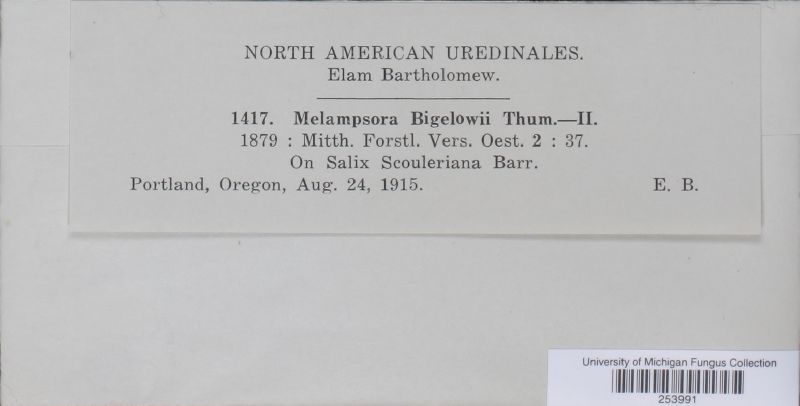 NORTH AMERICAN UREDINALES.
Elam Bartholomew.
1417. Melampsora Bigelowii Thum.—II.
1879 : Mitth. Forstl. Vers. Oest. 2 : 37.
On Salix Scouleriana Barr.
Portland, Oregon, Aug. 24, 1915. E. B.
University of Michigan Fungus Collection
253991